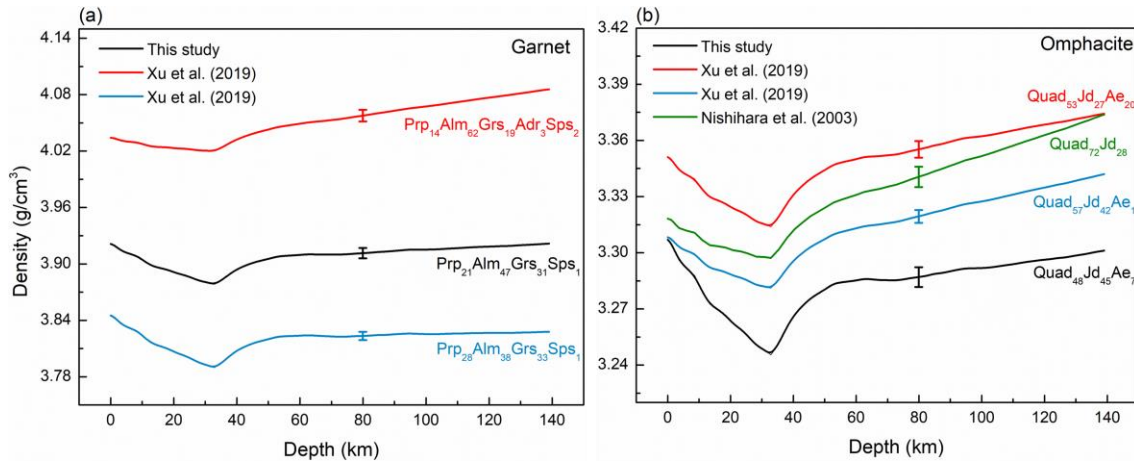 (a)
This study
Xu et al. (2019)
Xu et al. (2019)
Garnet
Prp14Alm62Grs19Adr3Sps2
Prp21Alm47Grs31Sps1
Prp28Alm38Grs33Sps1
4.14
4.08
4.02
3.96
3.90
3.84
3.78
Density (g/cm3)
0 20 40 60 80 100 120 140
Depth (km)
(b)
This study
Xu et al. (2019)
Xu et al. (2019)
Nishihara et al. (2003)
Omphacite
Quad53Jd27Ae20
Quad72Jd28
Quad57Jd42Ae1
Quad48Jd45Ae7
3.42
3.39
3.36
3.33
3.30
3.27
3.24
0 20 40 60 80 100 120 140
Depth (km)